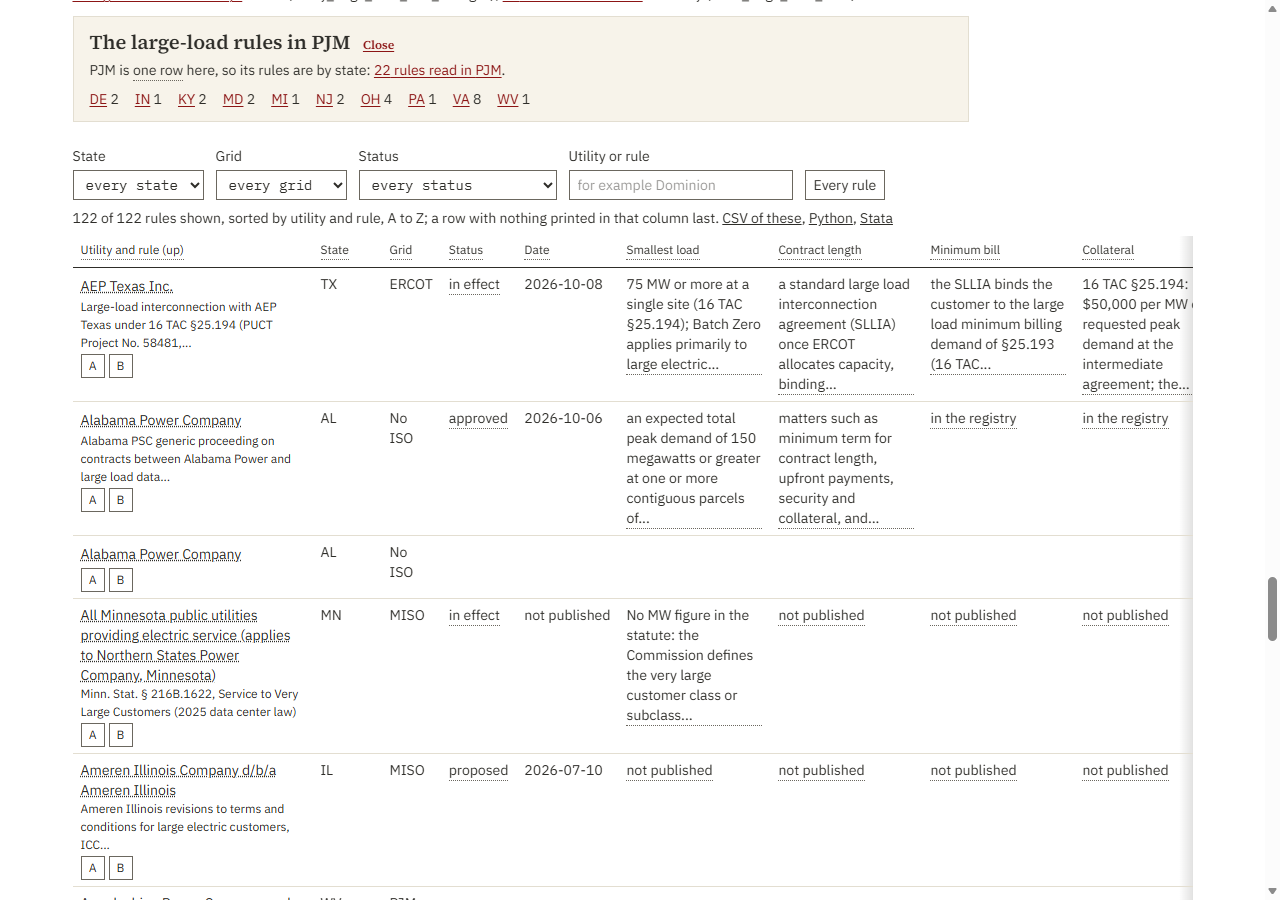 The large-load rules in PJM Close
PJM is one row here, so its rules are by state: 22 rules read in PJM.
DE 2 IN 1 KY 2 MD 2 MI 1 NJ 2 OH 4 PA 1 VA 8 WV 1
State Grid Status Utility or rule
every state every grid every status for example Dominion Every rule
122 of 122 rules shown, sorted by utility and rule, A to Z; a row with nothing printed in that column last. CSV of these, Python, Stata
Utility and rule (up) State Grid Status Date Smallest load Contract length Minimum bill Collateral
AEP Texas Inc.
Large-load interconnection with AEP
Texas under 16 TAC §25.194 (PUCT
Project No. 58481,...
A B
TX
ERCOT
in effect
2026-10-08
75 MW or more at a
single site (16 TAC
§25.194); Batch Zero
applies primarily to
large electric...
a standard large load
interconnection
agreement (SLLIA)
once ERCOT
allocates capacity,
binding...
the SLLIA binds the
customer to the large
load minimum billing
demand of §25.193
(16 TAC...
16 TAC §25.194:
$50,000 per MW
requested peak
demand at the
intermediate
agreement; the...
Alabama Power Company
Alabama PSC generic proceeding on
contracts between Alabama Power and
large load data...
A B
AL
No
ISO
approved
2026-10-06
an expected total
peak demand of 150
megawatts or greater
at one or more
contiguous parcels
of...
matters such as
minimum term for
contract length,
upfront payments,
security and
collateral, and...
in the registry
in the registry
Alabama Power Company
A B
AL
No
ISO
All Minnesota public utilities
providing electric service (applies
to Northern States Power
Company, Minnesota)
Minn. Stat. § 216B.1622, Service to Very
Large Customers (2025 data center law)
A B
MN
MISO
in effect
not published
No MW figure in the
statute: the
Commission defines
the very large
customer class or
subclass...
not published
not published
not published
Ameren Illinois Company d/b/a
Ameren Illinois
Ameren Illinois revisions to terms and
conditions for large electric customers,
ICC...
A B
IL
MISO
proposed
2026-07-10
not published
not published
not published
not published